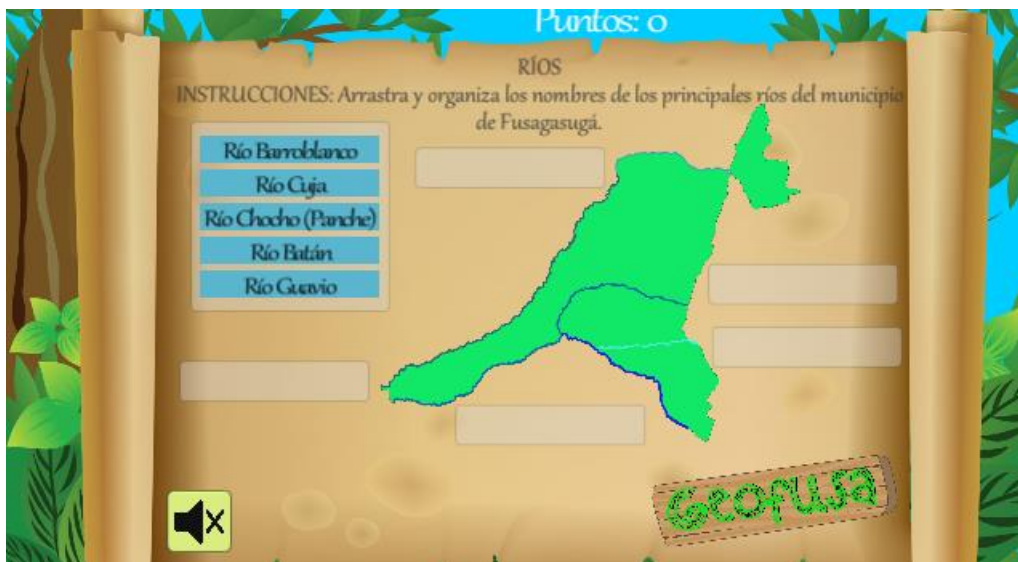 Puntos: 0
RÍOS
INSTRUCCIONES: Arrastra y organiza los nombres de los principales ríos del municipio
de Fusagasugá.
Río Barroblanco
Río Cuja
Río Chocho (Panche)
Río Batán
Río Guavio
Geofusa